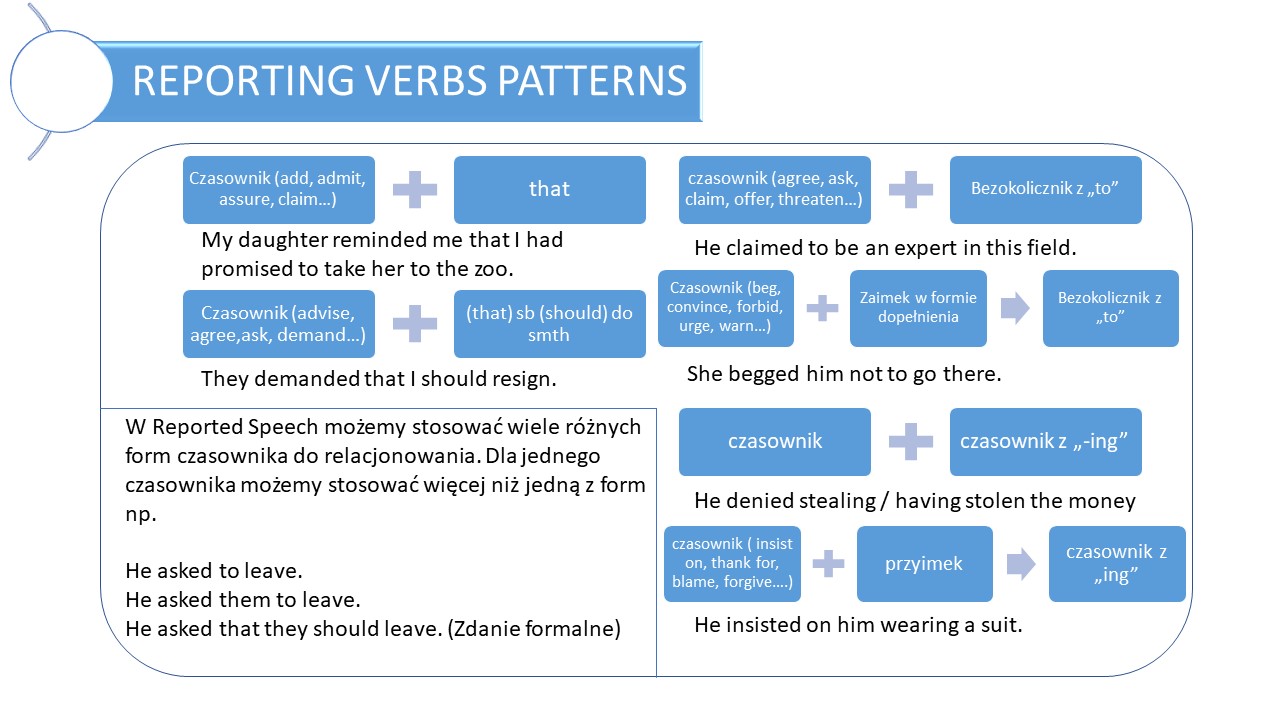 REPORTING VERBS PATTERNS
Czasownik (add, admit,
assure, claim…)
that
My daughter reminded me that I had
promised to take her to the zoo.
Czasownik (advise,
agree,ask, demand…)
(that) sb (should) do
smth
They demanded that I should resign.
W Reported Speech możemy stosować wiele różnych
form czasownika do relacjonowania. Dla jednego
czasownika możemy stosować więcej niż jedną z form
np.
He asked to leave.
He asked them to leave.
He asked that they should leave. (Zdanie formalne)
czasownik (agree, ask,
claim, offer, threaten…)
Bezokolicznik z „to”
He claimed to be an expert in this field.
Czasownik (beg,
convince, forbid,
urge, warn…)
Zaimek w formie
dopełnienia
Bezokolicznik z
„to”
She begged him not to go there.
czasownik
czasownik z „-ing”
He denied stealing / having stolen the money
czasownik ( insist
on, thank for,
blame, forgive….)
przyimek
czasownik z
„ing”
He insisted on him wearing a suit.